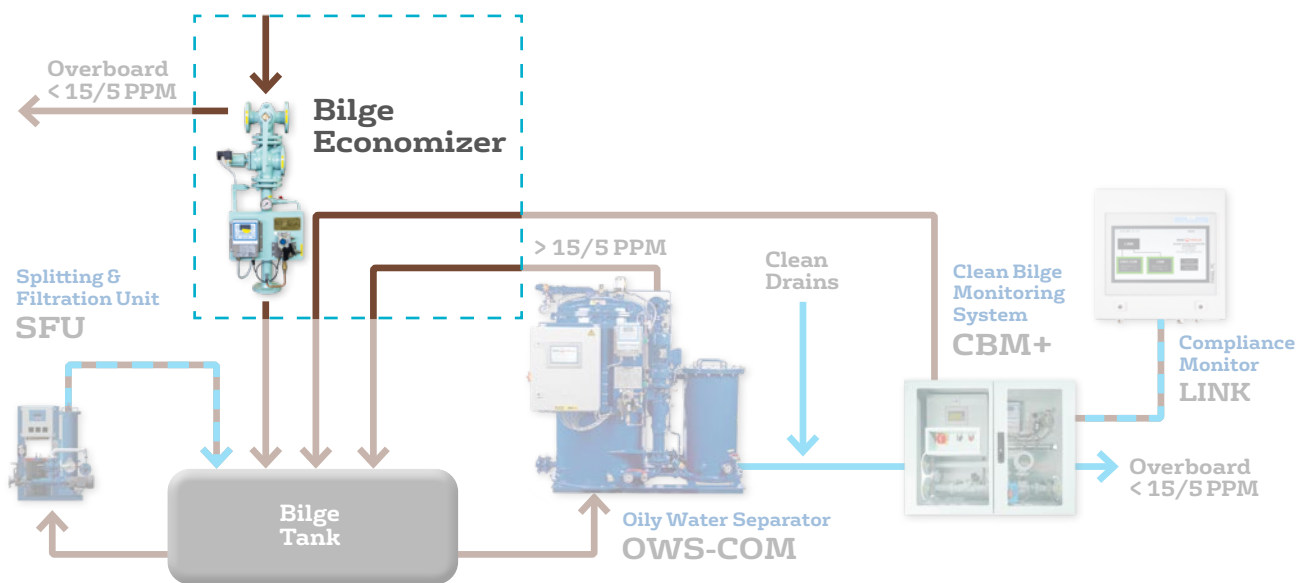 Overboard
< 15/5 PPM
Bilge
Economizer
> 15/5 PPM
Clean
Drains
Splitting &
Filtration Unit
SFU
Clean Bilge
Monitoring
System
CBM+
Compliance
Monitor
LINK
Overboard
< 15/5 PPM
Bilge
Tank
Oily Water Separator
OWS-COM